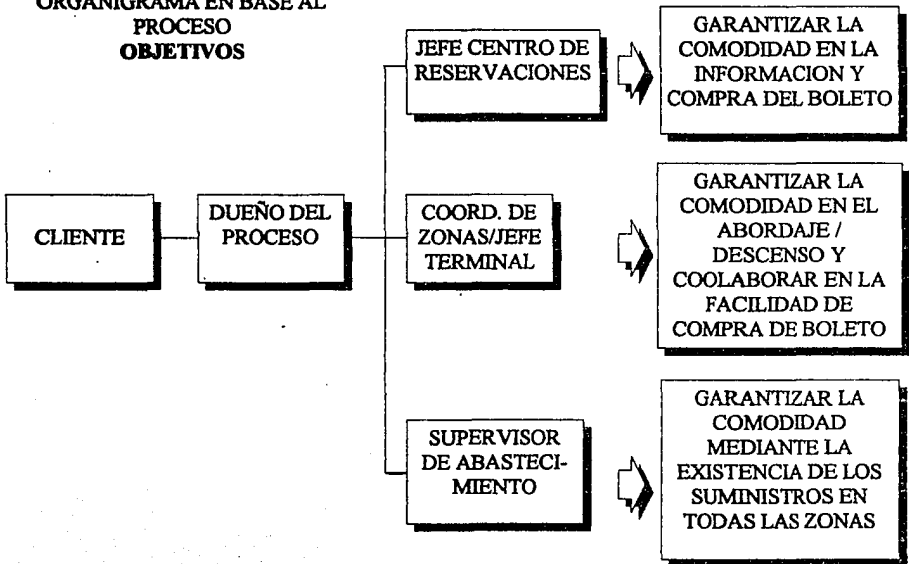 ORGANIGRAMA EN BASE AL
PROCESO
OBJETIVOS
JEFE CENTRO DE
RESERVACIONES
GARANTIZAR LA
COMODIDAD EN LA
INFORMACION Y
COMPRA DEL BOLETO
CLIENTE
DUEÑO DEL
PROCESO
COORD. DE
ZONAS/JEFE
TERMINAL
GARANTIZAR LA
COMODIDAD EN EL
ABORDAJE /
DESCENSO Y
COOLABORAR EN LA
FACILIDAD DE
COMPRA DE BOLETO
SUPERVISOR
DE ABASTECI-
MIENTO
GARANTIZAR LA
COMODIDAD
MEDIANTE LA
EXISTENCIA DE LOS
SUMINISTROS EN
TODAS LAS ZONAS